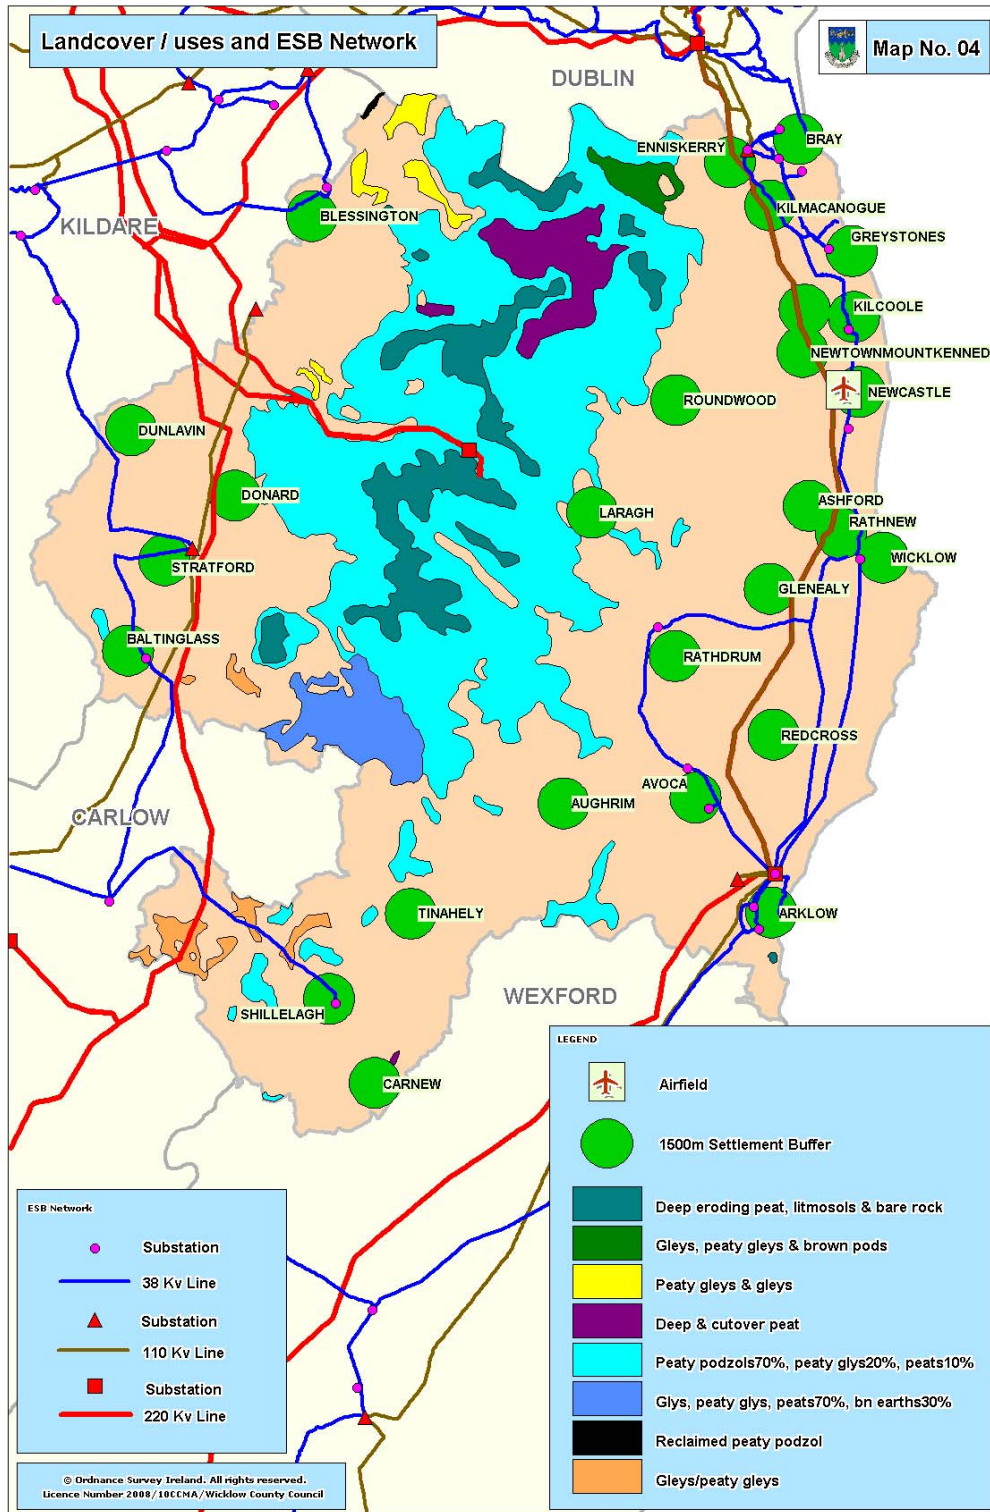 Landcover / uses and ESB Network
Map No. 04
DUBLIN
ENNISKERRY
BRAY
KILMACANOGUE
BLESSINGTON
KILDARE
GREYSTONES
KILCOOLE
NEWTOWNMOUNTKENNED
NEWCASTLE
ROUNDWOOD
DUNLAVIN
DONARD
ASHFORD
LARAGH
RATHNEW
WICKLOW
STRATFORD
GLENEALY
BALTINGLASS
RATHDRUM
REDCROSS
AVOCA
AUGHRIM
CARLOW
TINAHELY
ARKLOW
WEXFORD
SHILLELAGH
CARNEW
LEGEND
Airfield
1500m Settlement Buffer
Deep eroding peat, litmosols & bare rock
Gleys, peaty gleys & brown pods
Peaty gleys & gleys
Deep & cutover peat
Peaty podzols70%, peaty glys20%, peats10%
Glys, peaty glys, peats70%, bn earths30%
Reclaimed peaty podzol
Gleys/peaty gleys
ESB Network
Substation
38 Kv Line
Substation
110 Kv Line
Substation
220 Kv Line
© Ordnance Survey Ireland. All rights reserved.
Licence Number 2008/10CCMA/Wicklow County Council